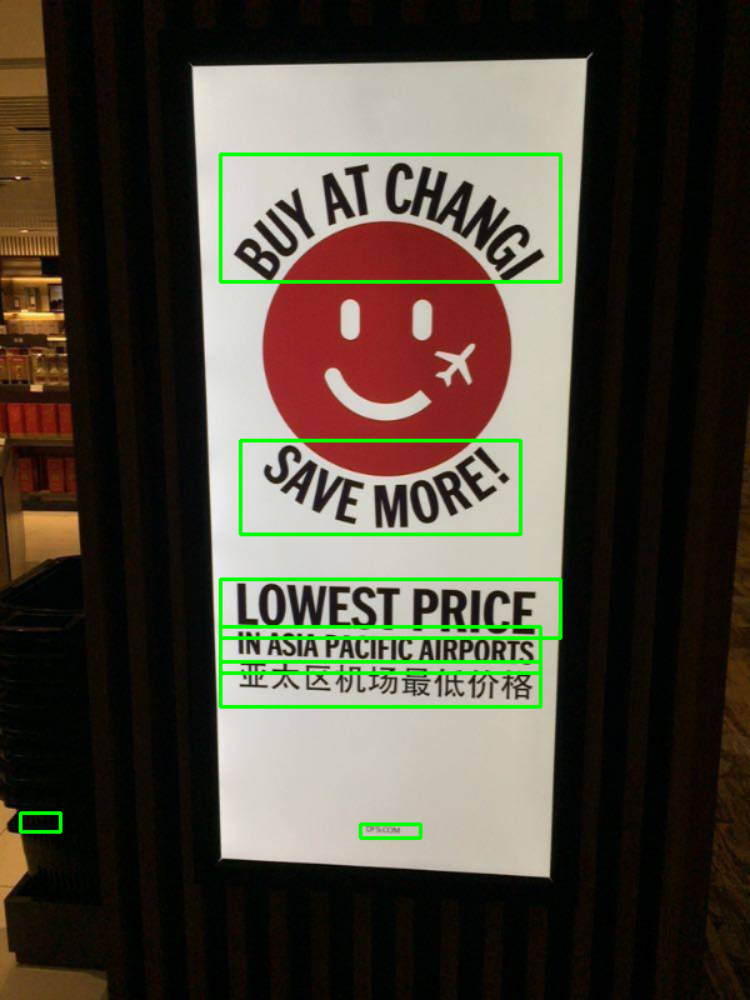 BUY AT CHANGI
SAVE MORE!
LOWEST PRICE
IN ASIA PACIFIC AIRPORTS
亚太区机场最低价格
DFS.COM